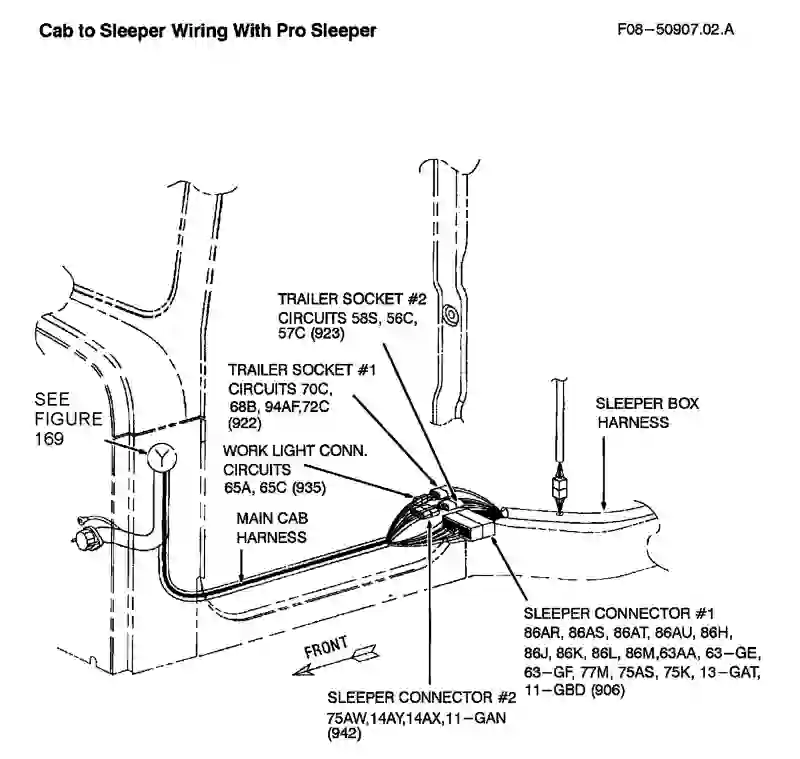 Cab to Sleeper Wiring With Pro Sleeper
F08-50907.02.A
TRAILER SOCKET #2
CIRCUITS 58S, 56C,
57C (923)
TRAILER SOCKET #1
CIRCUITS 70C,
68B, 94AF,72C
(922)
SEE
FIGURE
169
Y
WORK LIGHT CONN.
CIRCUITS
65A, 65C (935)
MAIN CAB
HARNESS
SLEEPER BOX
HARNESS
FRONT
SLEEPER CONNECTOR #1
86AR, 86AS, 86AT, 86AU, 86H,
86J, 86K, 86L, 86M,63AA, 63-GE,
63-GF, 77M, 75AS, 75K, 13-GAT,
11-GBD (906)
SLEEPER CONNECTOR #2
75AW,14AY,14AX,11-GAN
(942)